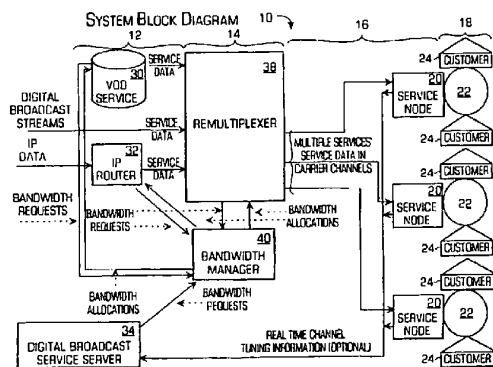 SYSTEM BLOCK DIAGRAM
10
12
14
16
18
30
VOD
SERVICE
SERVICE
DATA
38
REMULTIPLEXER
DIGITAL
BROADCAST
STREAMS
SERVICE
DATA
IP
DATA
32
IP
ROUTER
SERVICE
DATA
MULTIPLE SERVICES'
SERVICE DATA IN
CARRIER CHANNELS
BANDWIDTH
REQUESTS
BANDWIDTH
REQUESTS
BANDWIDTH
ALLOCATIONS
40
BANDWIDTH
MANAGER
BANDWIDTH
ALLOCATIONS
BANDWIDTH
REQUESTS
34
DIGITAL BROADCAST
SERVICE SERVER
REAL TIME CHANNEL
TUNING INFORMATION (OPTIONAL)
24
CUSTOMER
20
SERVICE
NODE
22
24
CUSTOMER
24
CUSTOMER
20
SERVICE
NODE
22
24
CUSTOMER
24
CUSTOMER
20
SERVICE
NODE
22
24
CUSTOMER